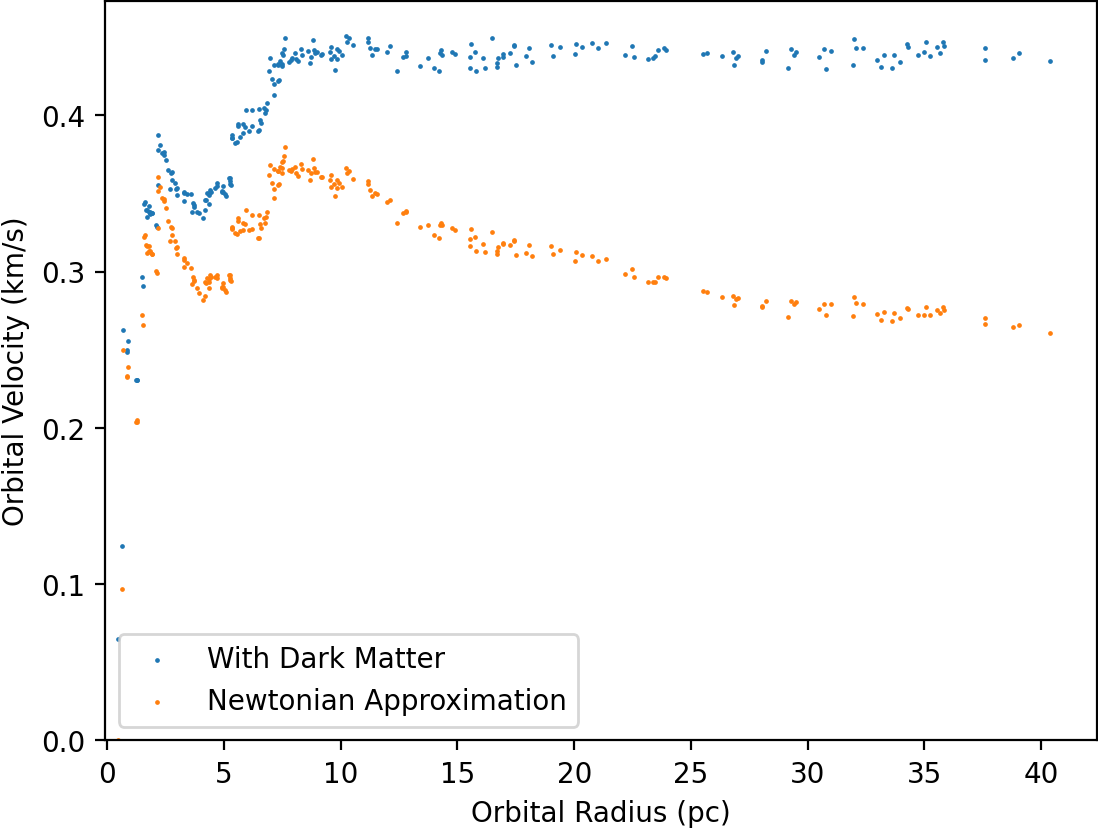 Orbital Velocity (km/s)
0.4
0.3
0.2
0.1
0.0
With Dark Matter
Newtonian Approximation
0 5 10 15 20 25 30 35 40
Orbital Radius (pc)